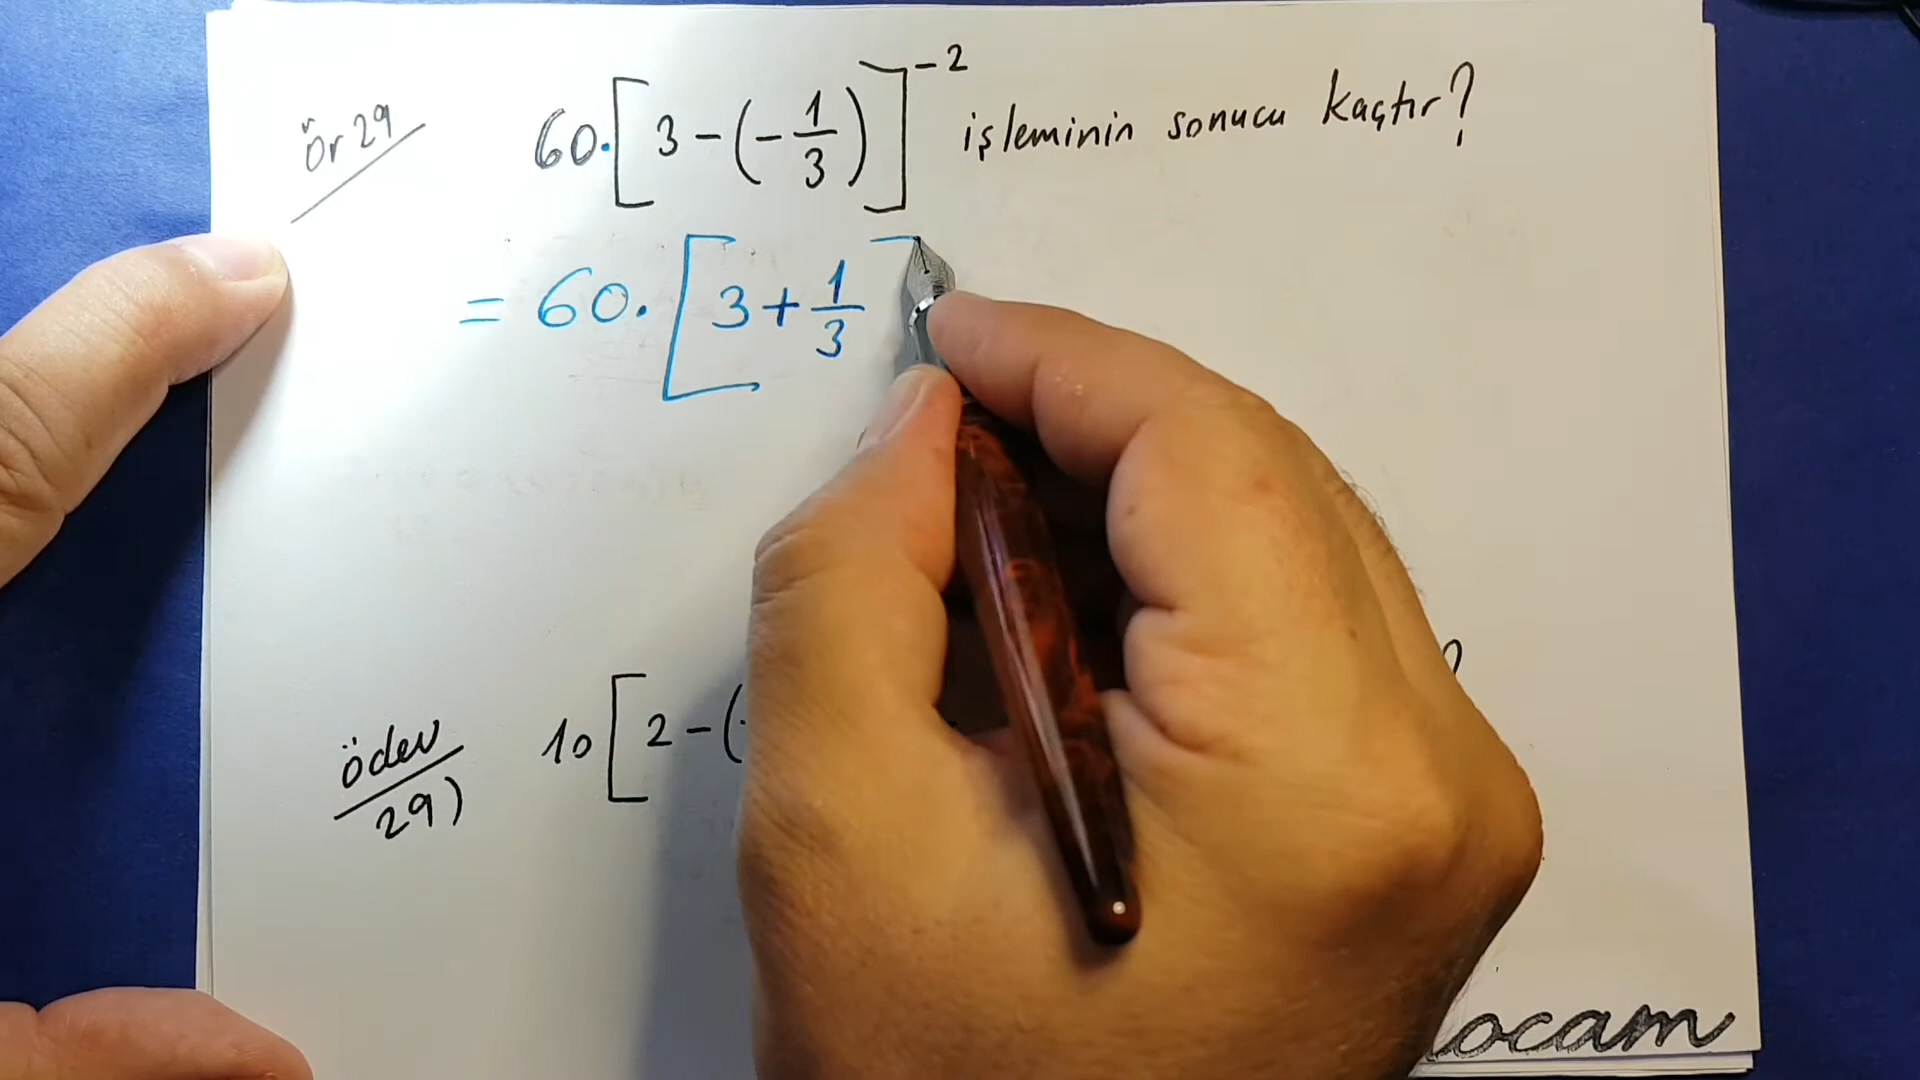 Ör 29
60.[3-(-1/3)]^-2 işleminin sonucu kaçtır?
= 60.[3+1/3]
ödev
29)
10[2-(
?
ocam